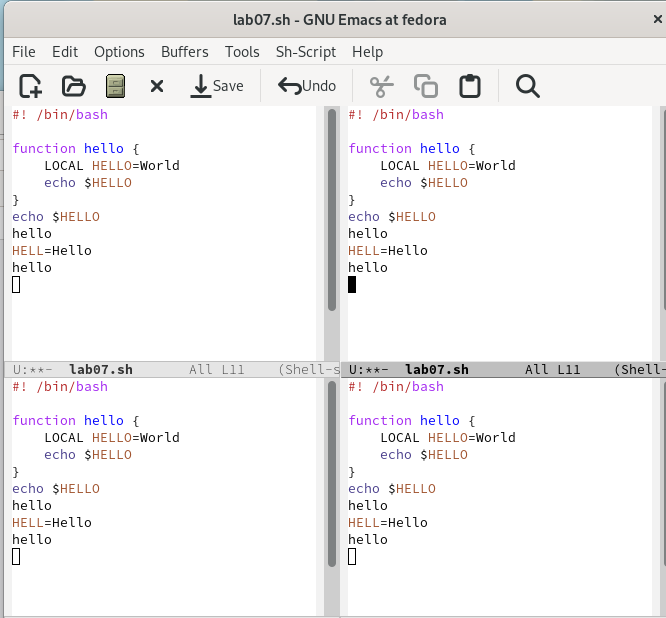 lab07.sh - GNU Emacs at fedora
File Edit Options Buffers Tools Sh-Script Help
Save Undo
#! /bin/bash
function hello {
    LOCAL HELLO=World
    echo $HELLO
}
echo $HELLO
hello
HELL=Hello
hello
U:**- lab07.sh All L11 (Shell-s
#! /bin/bash
function hello {
    LOCAL HELLO=World
    echo $HELLO
}
echo $HELLO
hello
HELL=Hello
hello
U:**- lab07.sh All L11 (Shell-
#! /bin/bash
function hello {
    LOCAL HELLO=World
    echo $HELLO
}
echo $HELLO
hello
HELL=Hello
hello
#! /bin/bash
function hello {
    LOCAL HELLO=World
    echo $HELLO
}
echo $HELLO
hello
HELL=Hello
hello